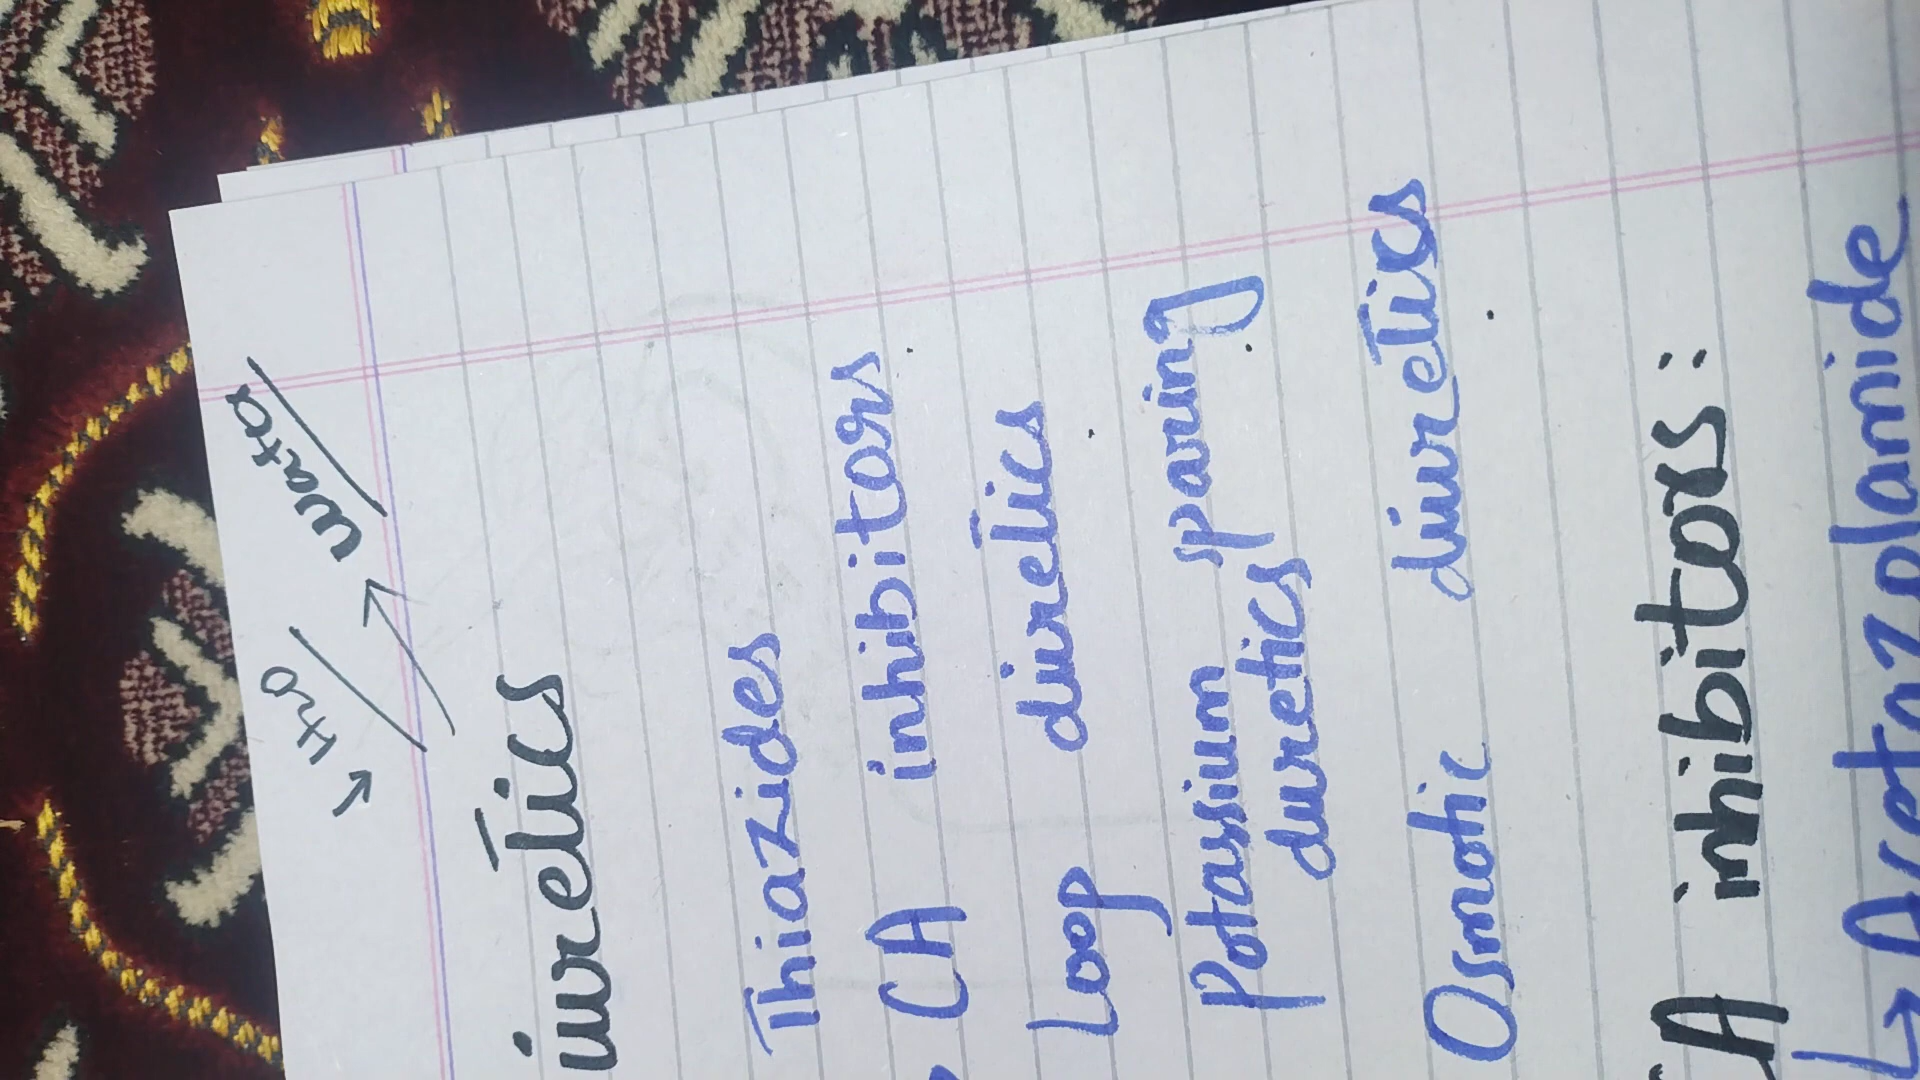 H2O water
iuretics
Thiazides
CA inhibitors
Loop diuretics
Potassium sparing
diuretics
Osmotic diuretics
A inhibitors:
↳ Acetazolamide